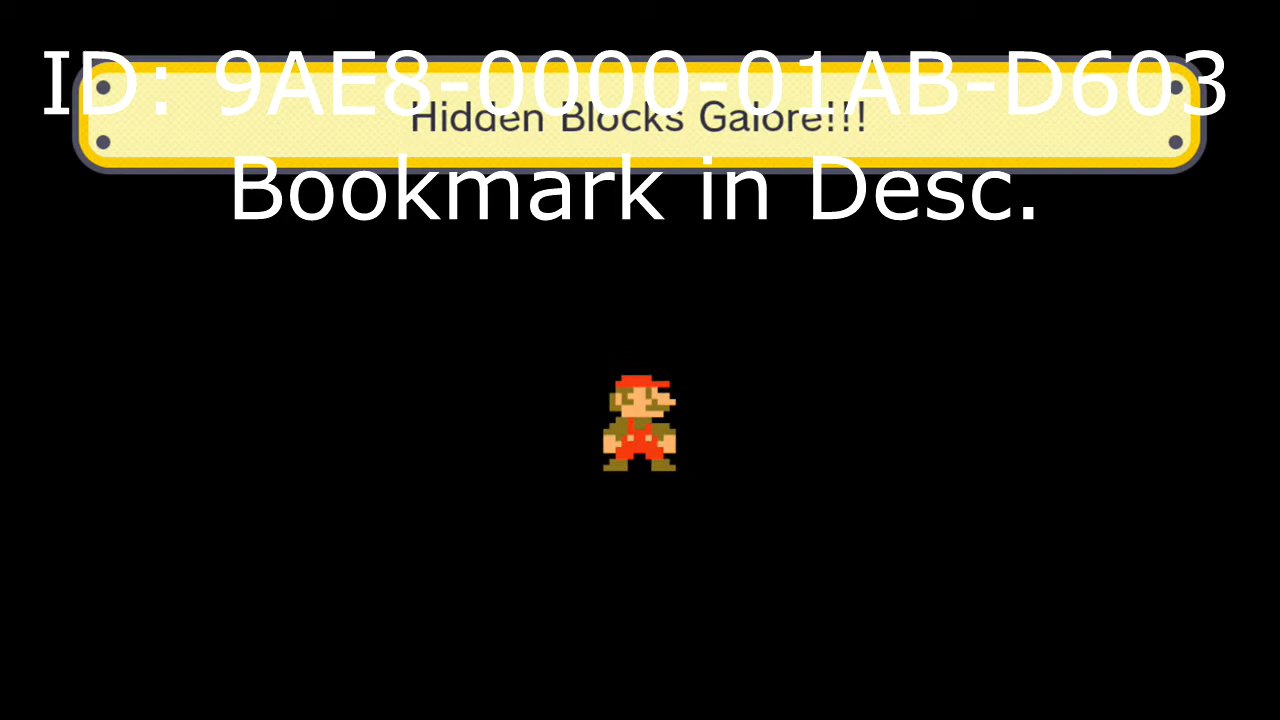 ID: 9AE8-0000-01AB-D603
Hidden Blocks Galore!!!
Bookmark in Desc.